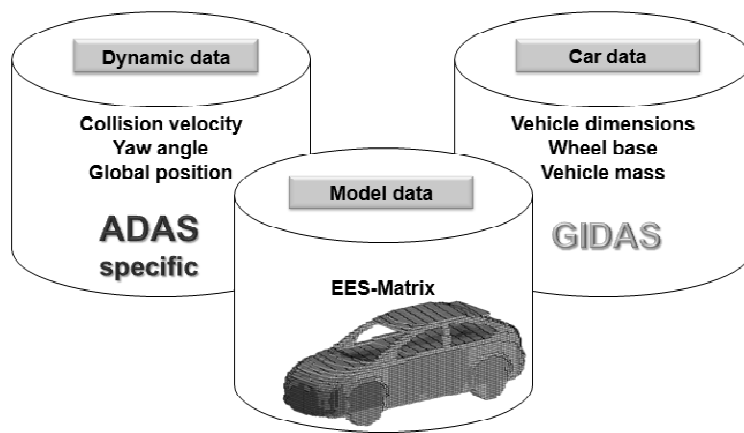 Dynamic data
Collision velocity
Yaw angle
Global position
ADAS
specific
Car data
Vehicle dimensions
Wheel base
Vehicle mass
GIDAS
Model data
EES-Matrix